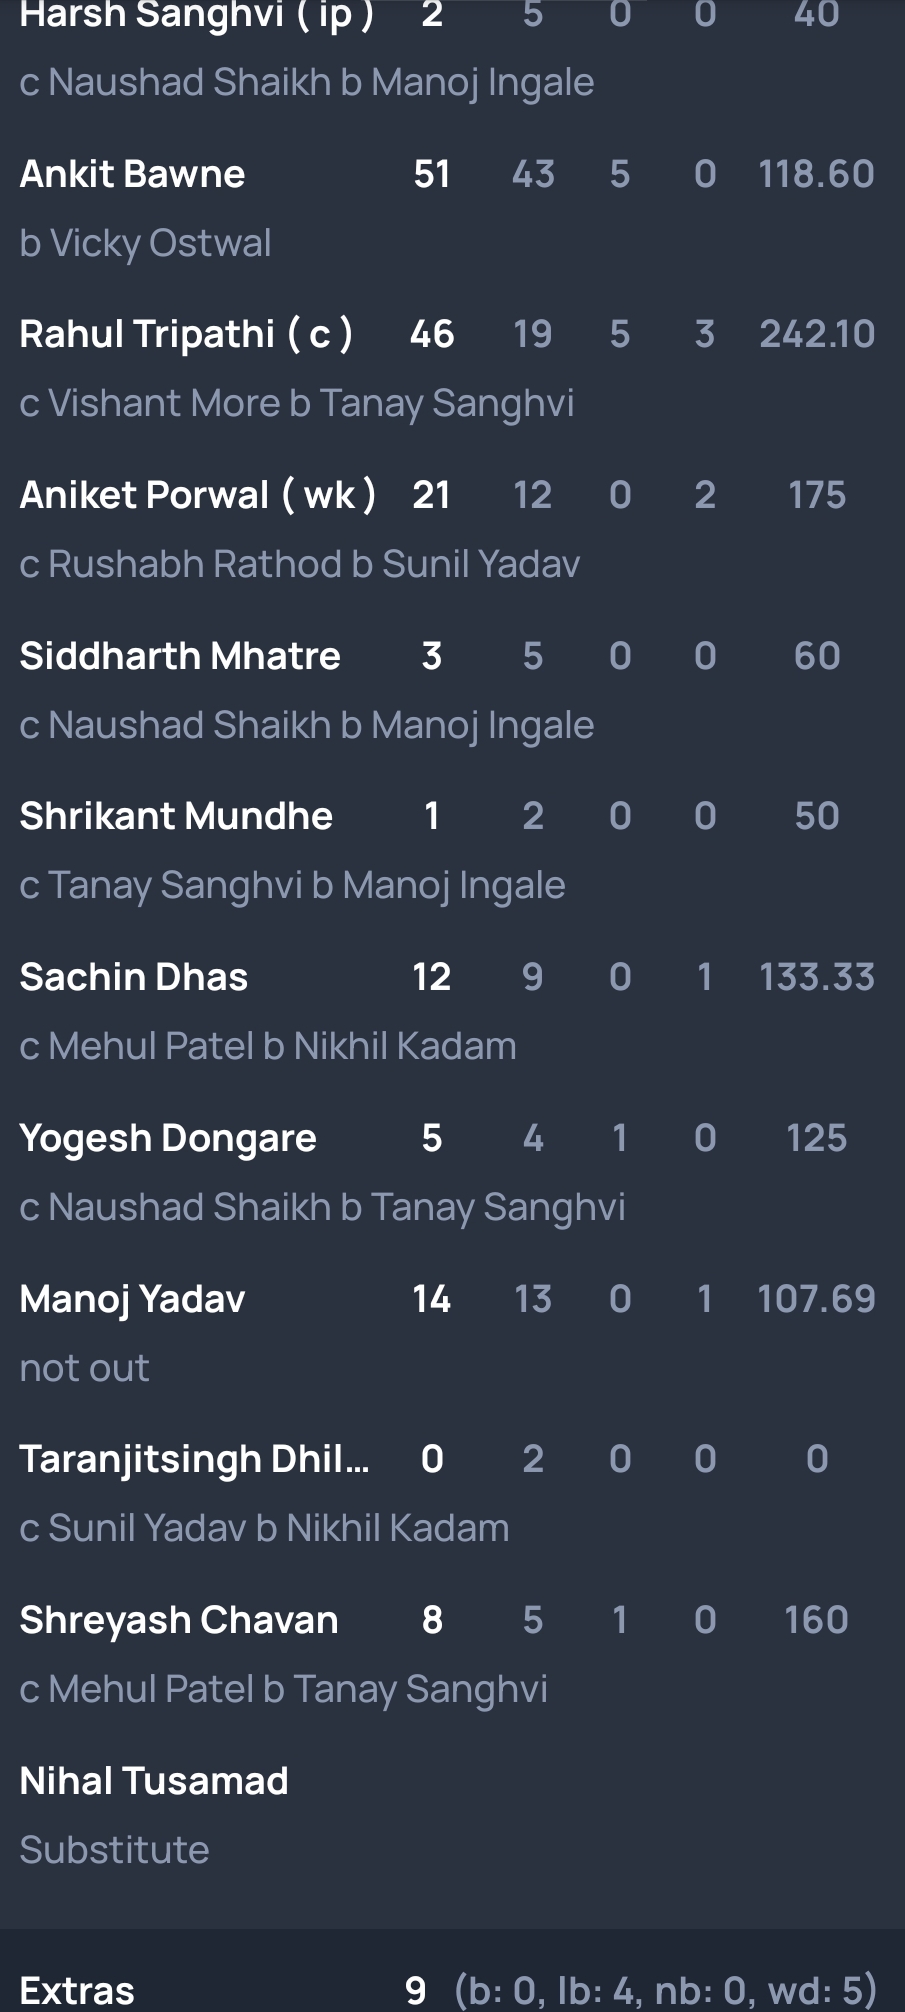 Harsh Sanghvi ( ip ) 2 5 0 0 40
c Naushad Shaikh b Manoj Ingale
Ankit Bawne 51 43 5 0 118.60
b Vicky Ostwal
Rahul Tripathi ( c ) 46 19 5 3 242.10
c Vishant More b Tanay Sanghvi
Aniket Porwal ( wk ) 21 12 0 2 175
c Rushabh Rathod b Sunil Yadav
Siddharth Mhatre 3 5 0 0 60
c Naushad Shaikh b Manoj Ingale
Shrikant Mundhe 1 2 0 0 50
c Tanay Sanghvi b Manoj Ingale
Sachin Dhas 12 9 0 1 133.33
c Mehul Patel b Nikhil Kadam
Yogesh Dongare 5 4 1 0 125
c Naushad Shaikh b Tanay Sanghvi
Manoj Yadav 14 13 0 1 107.69
not out
Taranjitsingh Dhil... 0 2 0 0 0
c Sunil Yadav b Nikhil Kadam
Shreyash Chavan 8 5 1 0 160
c Mehul Patel b Tanay Sanghvi
Nihal Tusamad
Substitute
Extras 9 (b: 0, lb: 4, nb: 0, wd: 5)